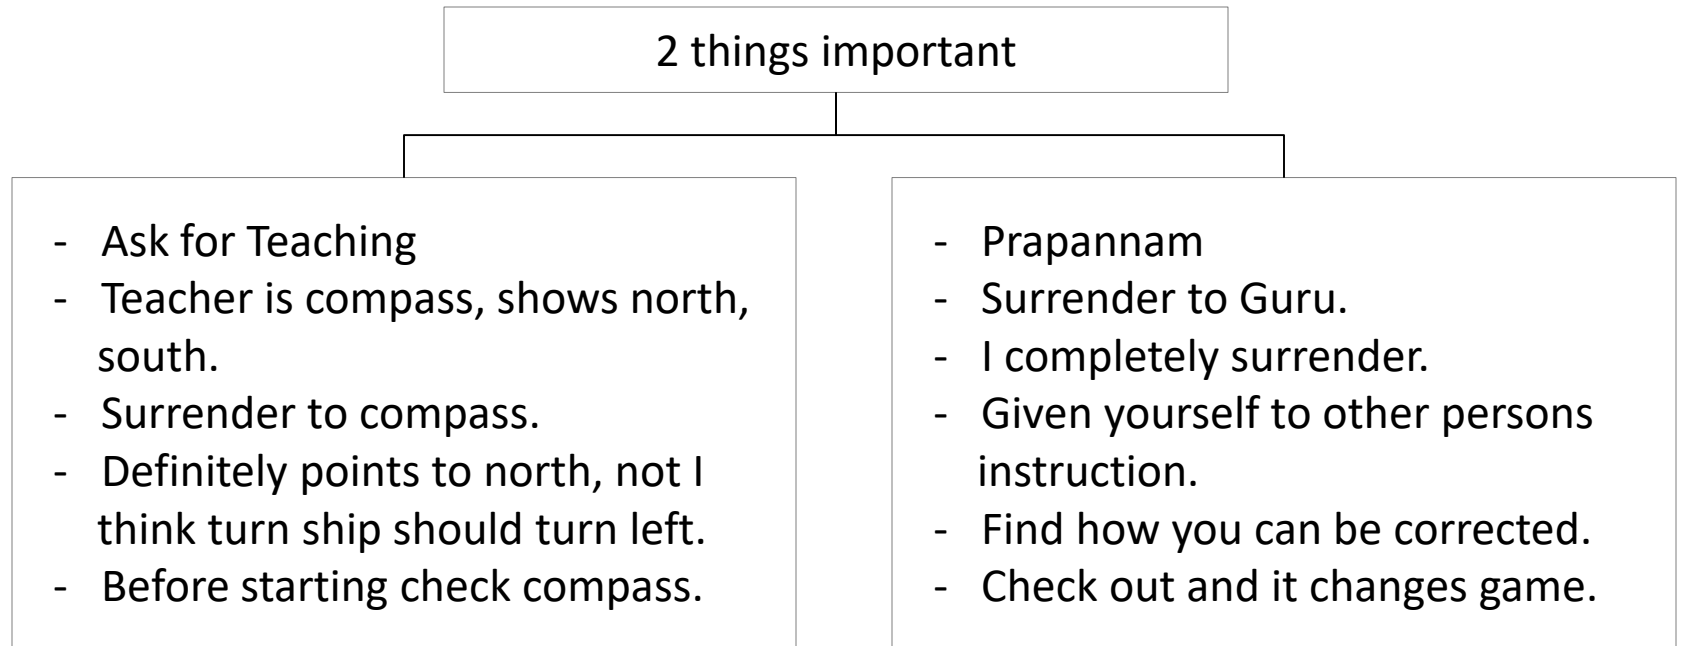 2 things important
- Ask for Teaching
- Teacher is compass, shows north,
south.
- Surrender to compass.
- Definitely points to north, not I
think turn ship should turn left.
- Before starting check compass.
- Prapannam
- Surrender to Guru.
- I completely surrender.
- Given yourself to other persons
instruction.
- Find how you can be corrected.
- Check out and it changes game.